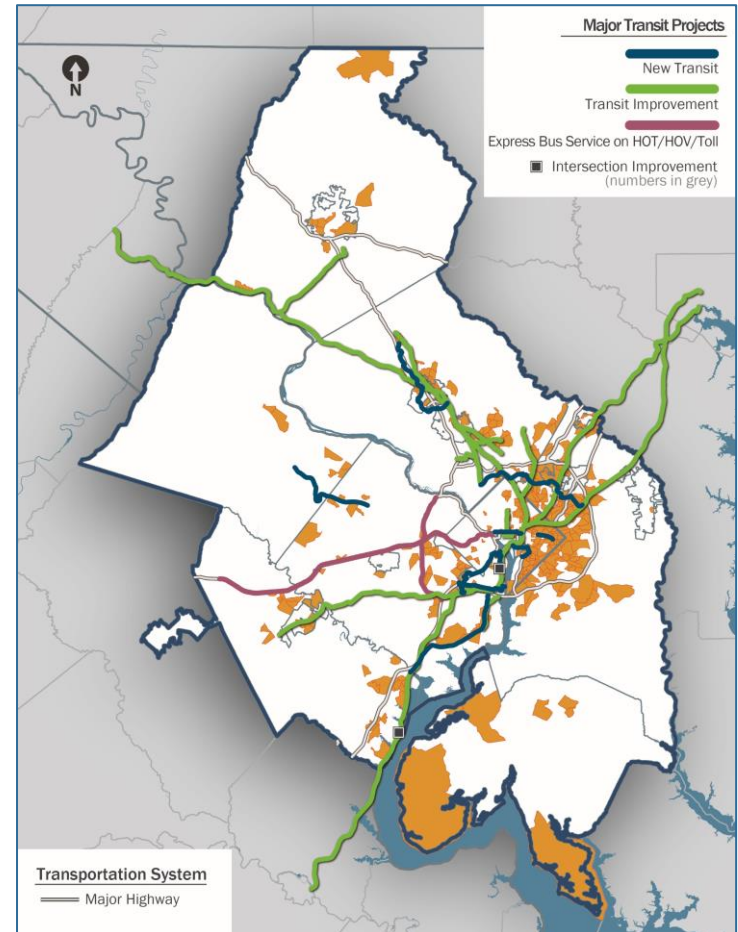 N
Major Transit Projects
New Transit
Transit Improvement
Express Bus Service on HOT/HOV/Toll
Intersection Improvement
(numbers in grey)
Transportation System
Major Highway